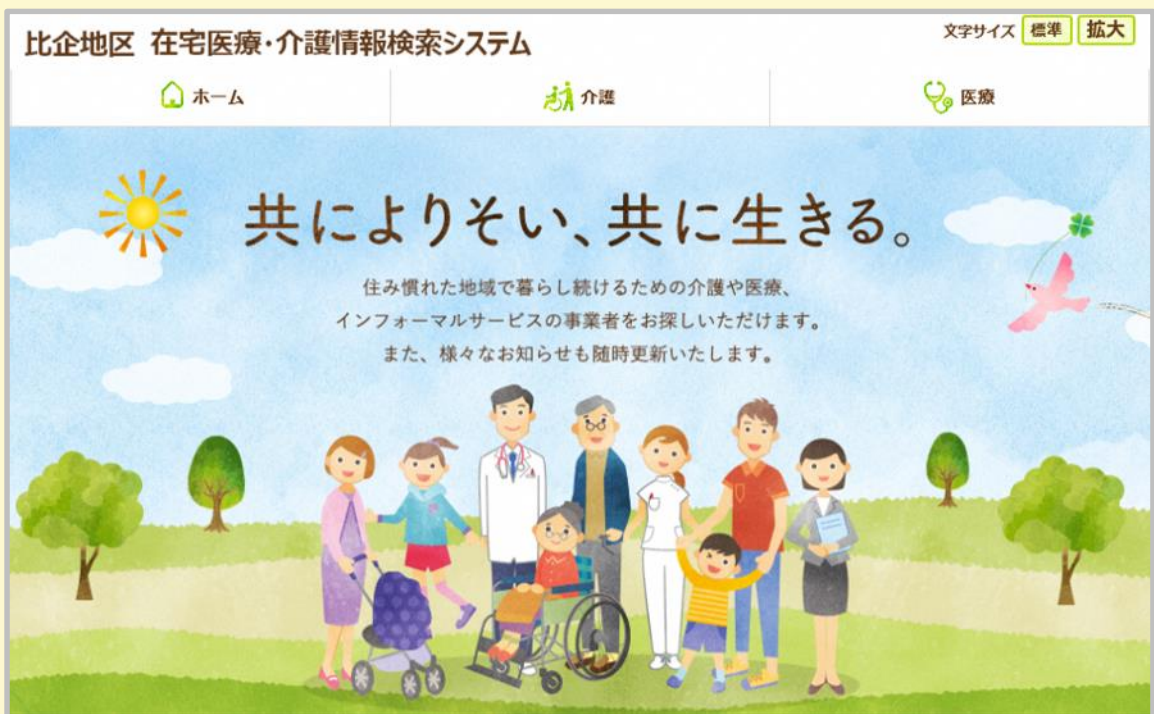 比企地区 在宅医療・介護情報検索システム
文字サイズ 標準 拡大
ホーム 介護 医療
共によりそい、共に生きる。
住み慣れた地域で暮らし続けるための介護や医療、
インフォーマルサービスの事業者をお探しいただけます。
また、様々なお知らせも随時更新いたします。